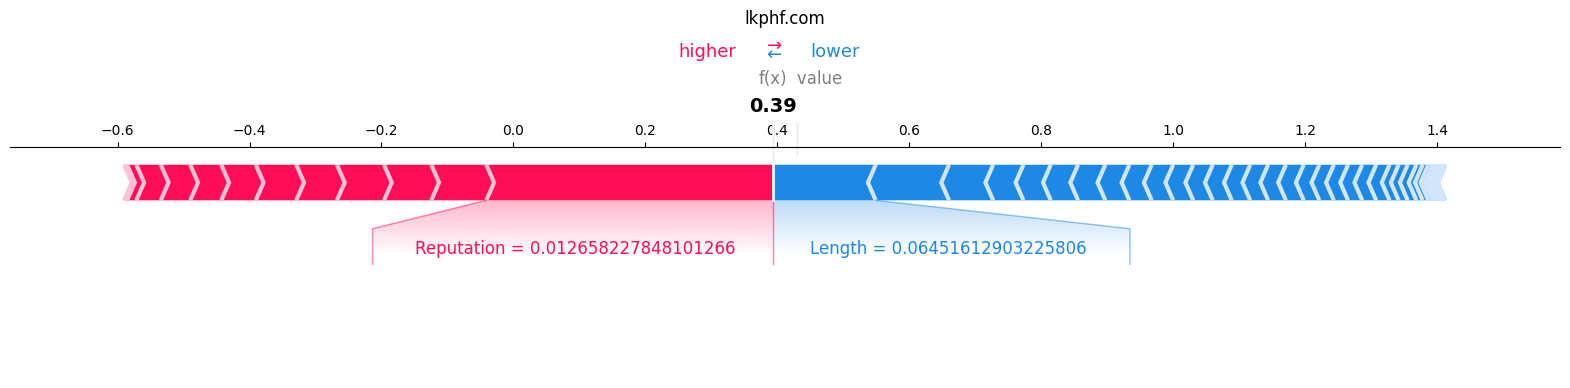 lkphf.com
higher ⇄ lower
f(x) value
0.39
−0.6 −0.4 −0.2 0.0 0.2 0.4 0.6 0.8 1.0 1.2 1.4
Reputation = 0.012658227848101266 Length = 0.06451612903225806